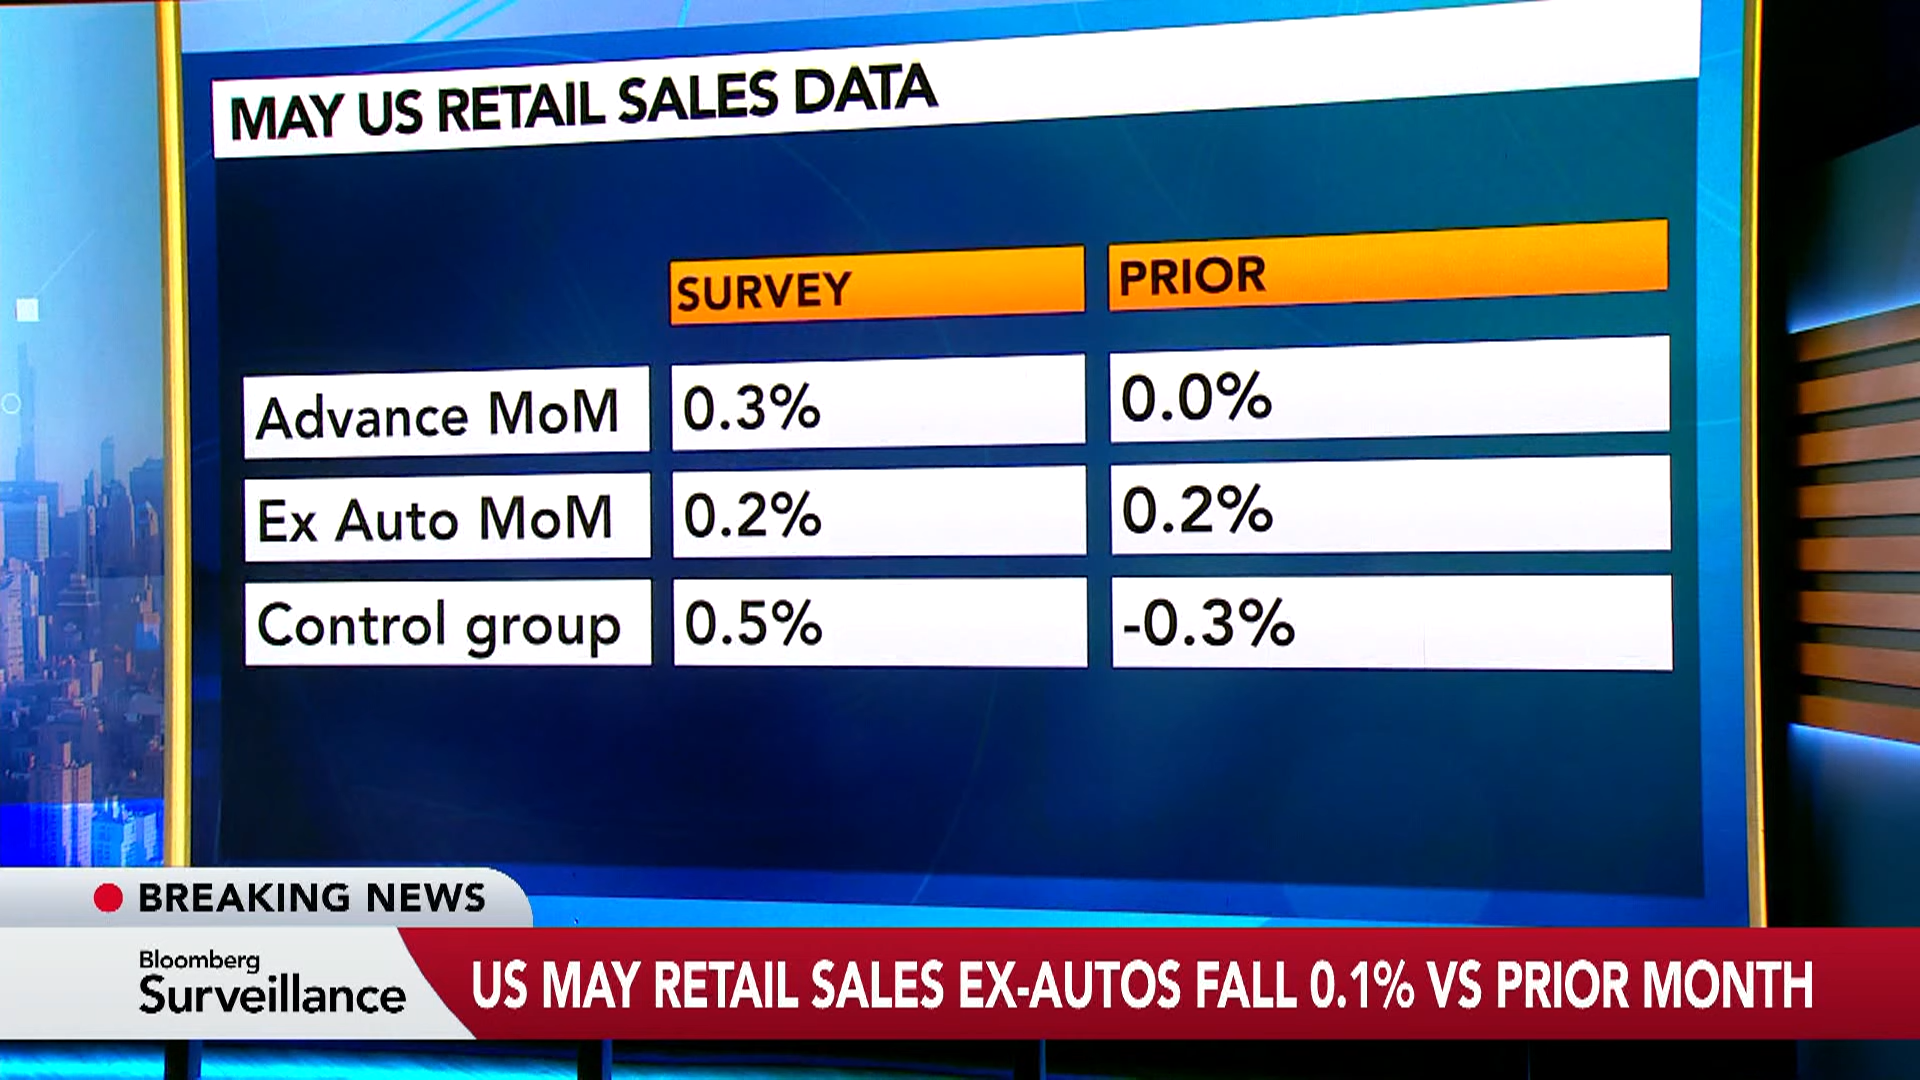 MAY US RETAIL SALES DATA
SURVEY PRIOR
Advance MoM 0.3% 0.0%
Ex Auto MoM 0.2% 0.2%
Control group 0.5% -0.3%
BREAKING NEWS
Bloomberg
Surveillance
US MAY RETAIL SALES EX-AUTOS FALL 0.1% VS PRIOR MONTH